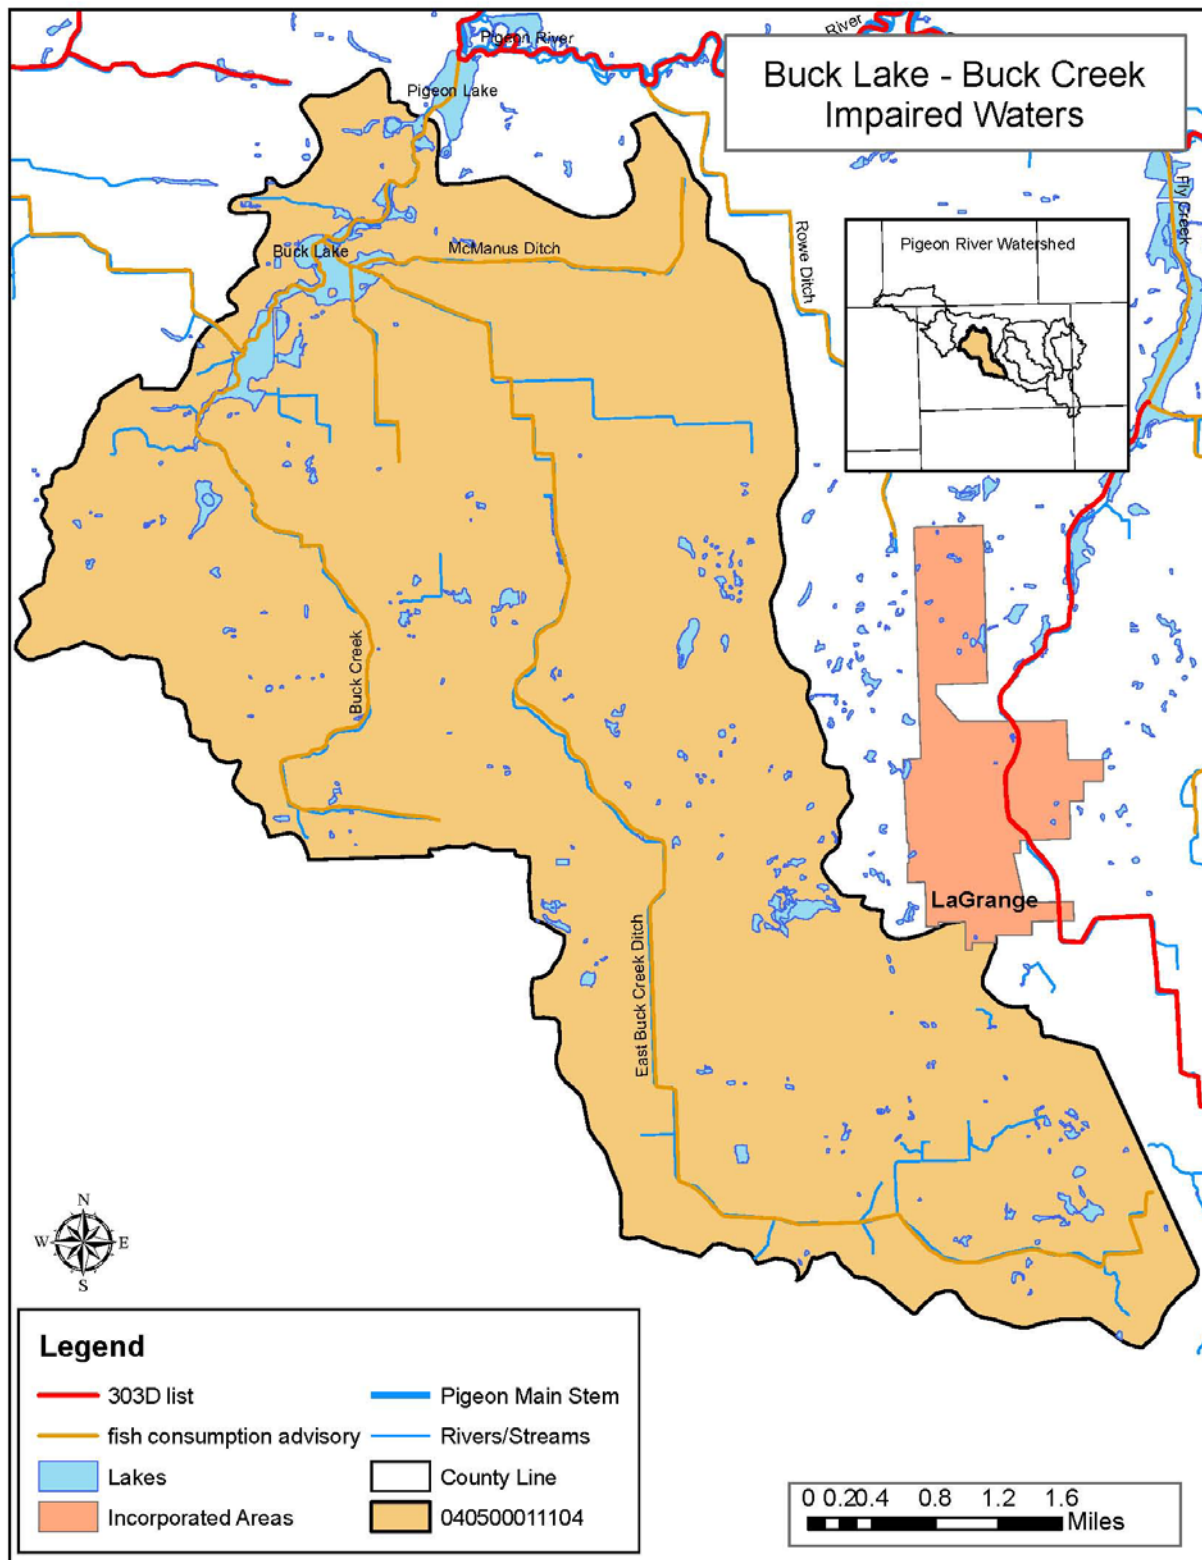 Pigeon River
River
Buck Lake - Buck Creek
Impaired Waters
Pigeon Lake
Fly Creek
Buck Lake
McManus Ditch
Rowe Ditch
Pigeon River Watershed
Buck Creek
LaGrange
East Buck Creek Ditch
N
W E
S
Legend
303D list
Pigeon Main Stem
fish consumption advisory
Rivers/Streams
Lakes
County Line
Incorporated Areas
040500011104
0 0.20.4 0.8 1.2 1.6
Miles